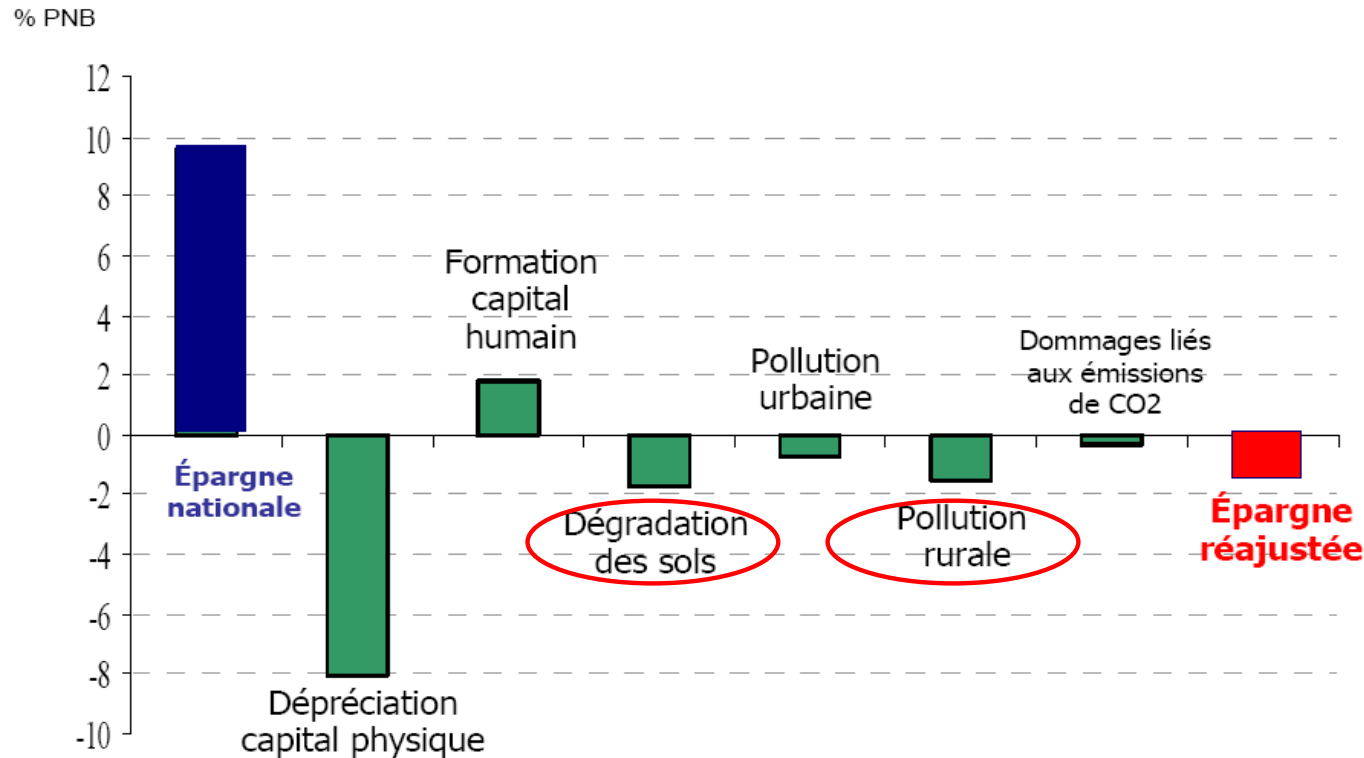 % PNB
12
10
8
6
4
2
0
-2
-4
-6
-8
-10
Épargne
nationale
Dépréciation
capital physique
Formation
capital
humain
Dégradation
des sols
Pollution
urbaine
Pollution
rurale
Dommages liés
aux émissions
de CO2
Épargne
réajustée